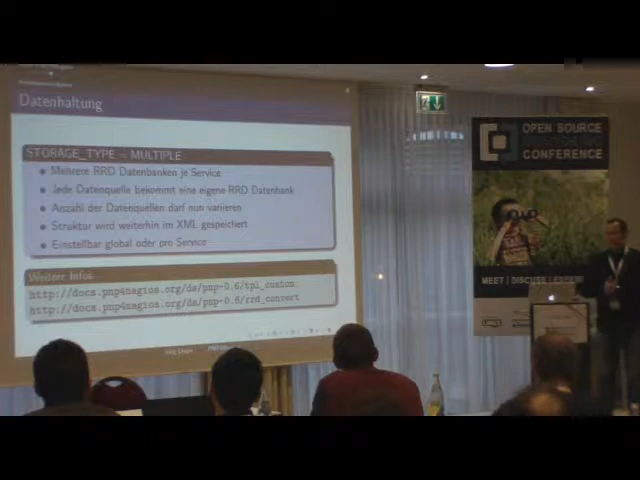 Datenhaltung
STORAGE_TYPE = MULTIPLE
Mehrere RRD Datenbanken je Service
Jede Datenquelle bekommt eine eigene RRD Datenbank
Anzahl der Datenquellen darf nun variieren
Struktur wird weiterhin im XML gespeichert
Einstellbar global oder pro Service
Weitere Infos
http://docs.pnp4nagios.org/de/pnp-0.6/tpl_custom
http://docs.pnp4nagios.org/de/pnp-0.6/rrd_convert
OPEN SOURCE
CONFERENCE
MEET | DISCUSS |